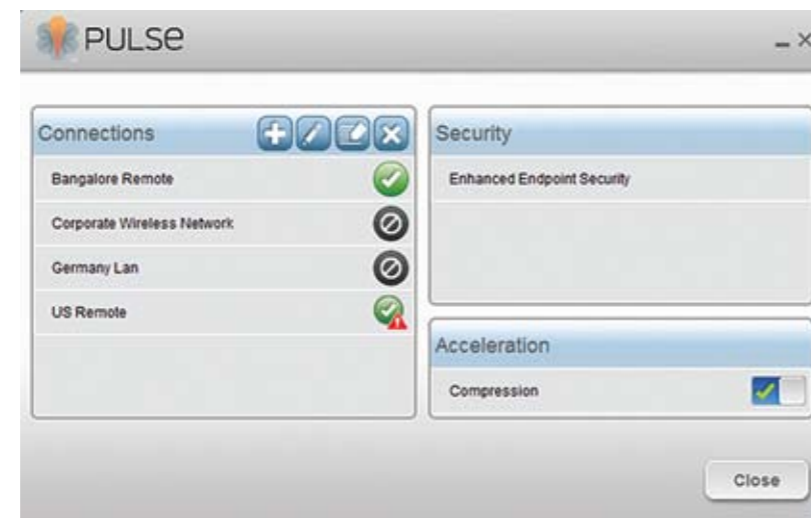 PULSE
Connections
Bangalore Remote
Corporate Wireless Network
Germany Lan
US Remote
Security
Enhanced Endpoint Security
Acceleration
Compression
Close